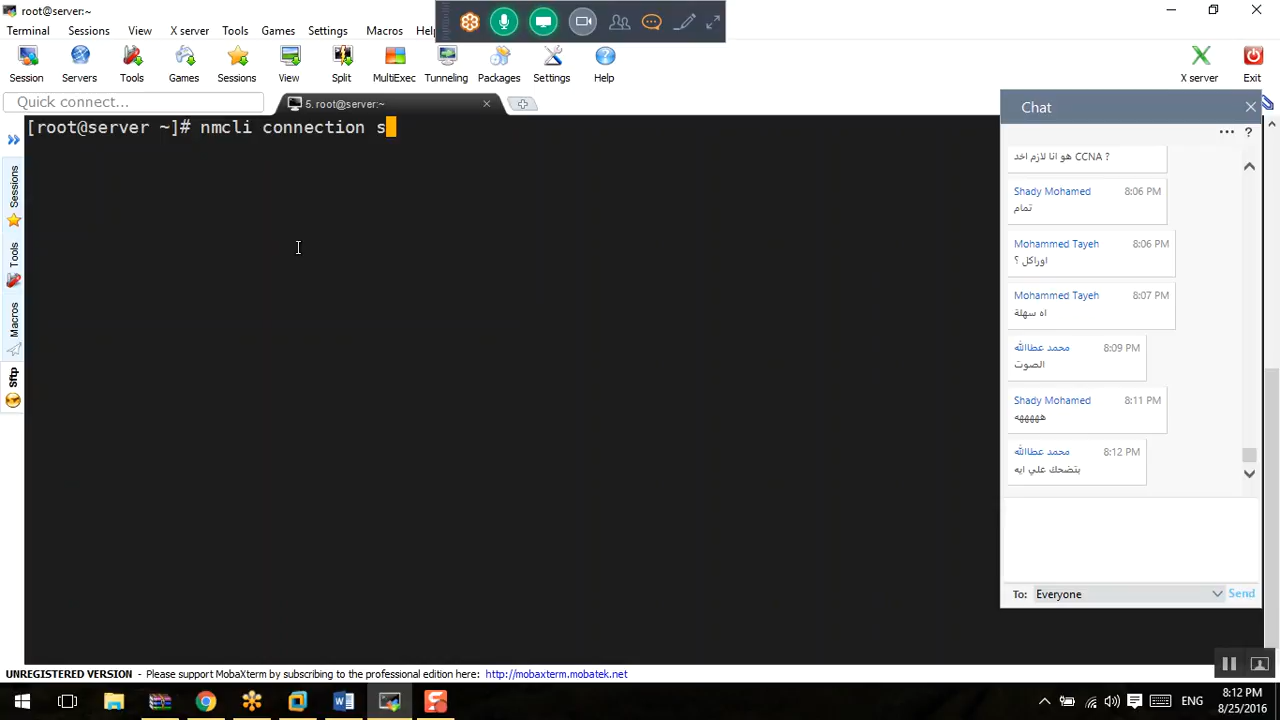 root@server:~
Terminal Sessions View X server Tools Games Settings Macros Hel
Session Servers Tools Games Sessions View Split MultiExec Tunneling Packages Settings Help X server Exit
Quick connect...
5. root@server:~
[root@server ~]# nmcli connection s
Sessions
Tools
Macros
Sftp
Chat
... ?
هو انا لازم اخد CCNA ?
Shady Mohamed 8:06 PM
تمام
Mohammed Tayeh 8:06 PM
اوراكل ؟
Mohammed Tayeh 8:07 PM
اه سهلة
محمد عطاالله 8:09 PM
الصوت
Shady Mohamed 8:11 PM
هههههه
محمد عطاالله 8:12 PM
بتضحك علي ايه
To: Everyone Send
UNREGISTERED VERSION - Please support MobaXterm by subscribing to the professional edition here: http://mobaxterm.mobatek.net
ENG
8:12 PM
8/25/2016